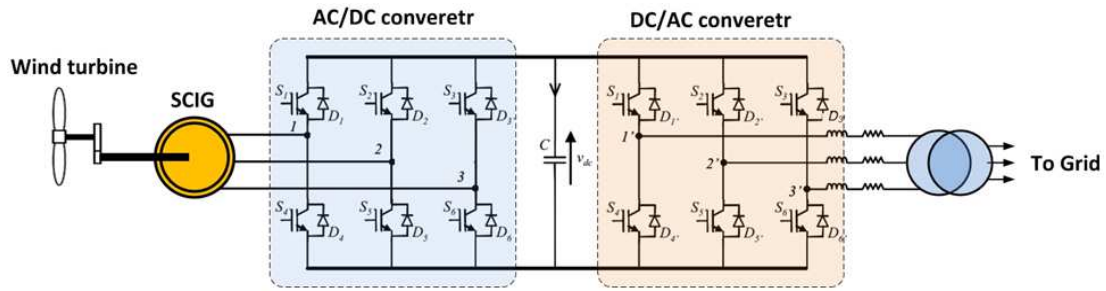 AC/DC converetr
DC/AC converetr
Wind turbine
SCIG
S1 D1 S2 D2 S3 D3
S1 D1' S2 D2' S3 D3'
1
2
3
C
vdc
1'
2'
3'
To Grid
S4 D4 S5 D5 S6 D6
S4 D4' S5 D5' S6 D6'